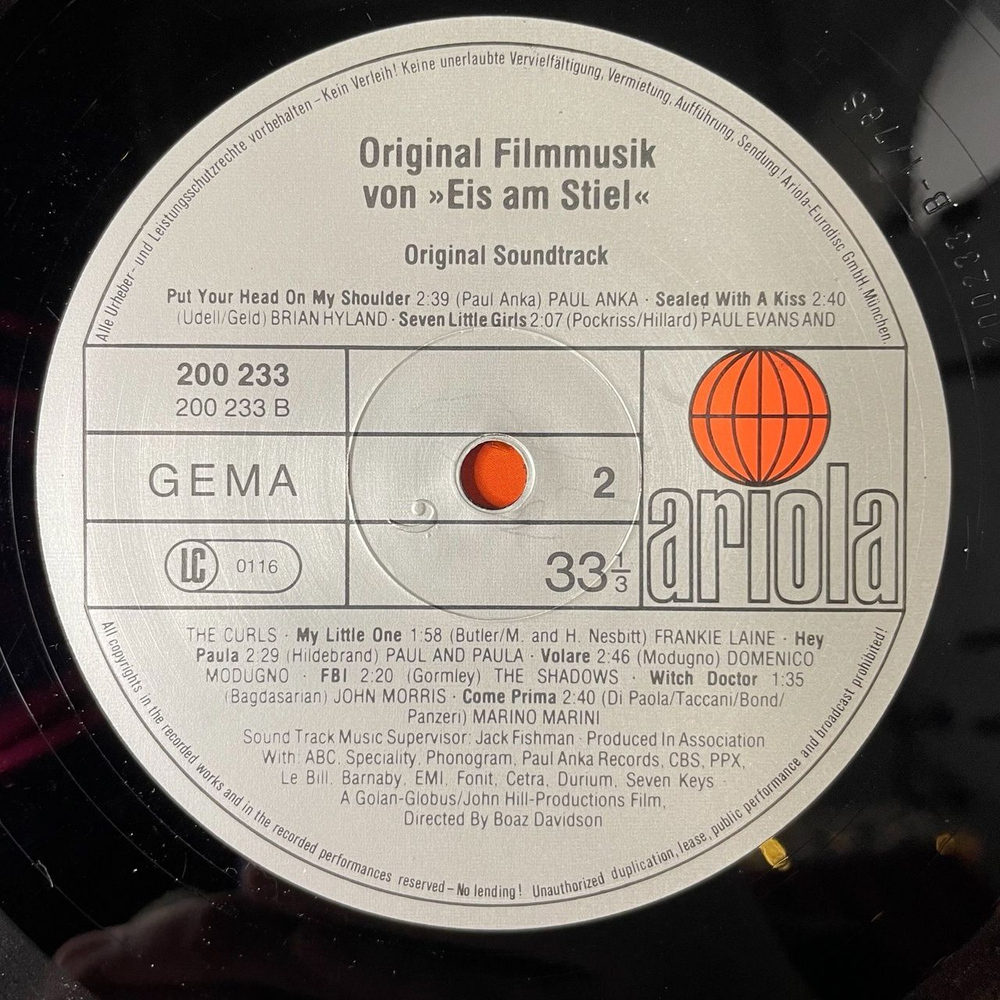 Alle Urheber- und Leistungsschutzrechte vorbehalten – Kein Verleih! Keine unerlaubte Vervielfältigung, Vermietung, Aufführung, Sendung! Ariola-Eurodisc GmbH, München.
Original Filmmusik
von »Eis am Stiel«
Original Soundtrack
Put Your Head On My Shoulder 2:39 (Paul Anka) PAUL ANKA · Sealed With A Kiss 2:40
(Udell/Geld) BRIAN HYLAND · Seven Little Girls 2:07 (Pockriss/Hillard) PAUL EVANS AND
200 233
200 233 B
GEMA
2
LC 0116
33 1/3
ariola
THE CURLS · My Little One 1:58 (Butler/M. and H. Nesbitt) FRANKIE LAINE · Hey
Paula 2:29 (Hildebrand) PAUL AND PAULA · Volare 2:46 (Modugno) DOMENICO
MODUGNO · FBI 2:20 (Gormley) THE SHADOWS · Witch Doctor 1:35
(Bagdasarian) JOHN MORRIS · Come Prima 2:40 (Di Paola/Taccani/Bond/
Panzeri) MARINO MARINI
Sound Track Music Supervisor: Jack Fishman · Produced In Association
With: ABC, Speciality, Phonogram, Paul Anka Records, CBS, PPX,
Le Bill, Barnaby, EMI, Fonit, Cetra, Durium, Seven Keys ·
A Golan-Globus/John Hill-Productions Film,
Directed By Boaz Davidson
All copyrights in the recorded works and in the recorded performances reserved – No lending! Unauthorized duplication, lease, public performance and broadcast prohibited!